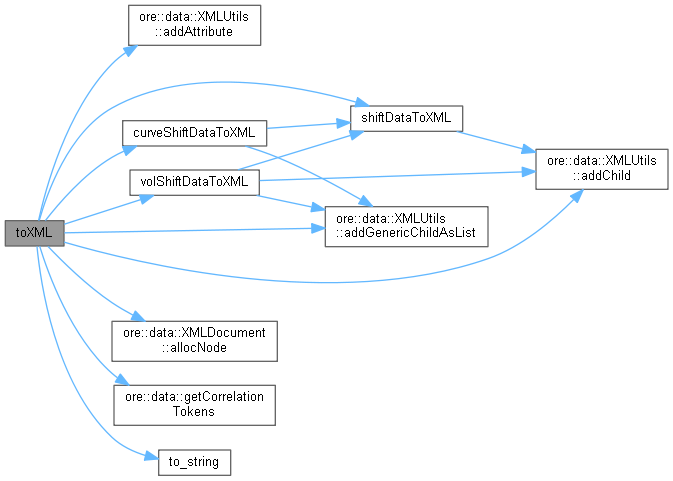 ore::data::XMLUtils
::addAttribute
shiftDataToXML
curveShiftDataToXML
ore::data::XMLUtils
::addChild
volShiftDataToXML
toXML
ore::data::XMLUtils
::addGenericChildAsList
ore::data::XMLDocument
::allocNode
ore::data::getCorrelation
Tokens
to_string